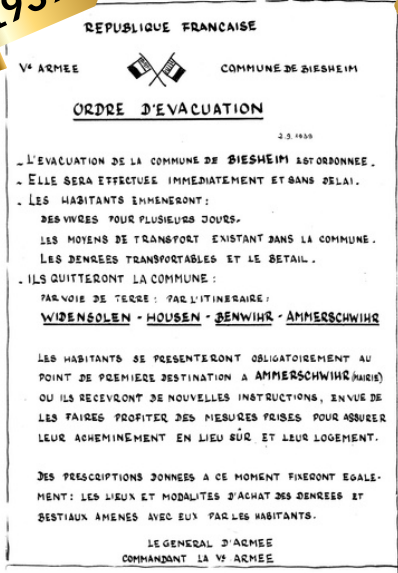 193
REPUBLIQUE FRANCAISE
Vᵉ ARMEE
COMMUNE DE BIESHEIM
ORDRE D'EVACUATION
2.9.1939
- L'EVACUATION DE LA COMMUNE DE BIESHEIM EST ORDONNEE.
- ELLE SERA EFFECTUEE IMMEDIATEMENT ET SANS DELAI.
- LES HABITANTS EMMENERONT :
DES VIVRES POUR PLUSIEURS JOURS.
LES MOYENS DE TRANSPORT EXISTANT DANS LA COMMUNE.
LES DENREES TRANSPORTABLES ET LE BETAIL.
- ILS QUITTERONT LA COMMUNE :
PAR VOIE DE TERRE : PAR L'ITINERAIRE :
WIDENSOLEN - HOUSEN - BENWIHR - AMMERSCHWIHR
LES HABITANTS SE PRESENTERONT OBLIGATOIREMENT AU
POINT DE PREMIERE DESTINATION A AMMERSCHWIHR (MAIRIE)
OU ILS RECEVRONT DE NOUVELLES INSTRUCTIONS, EN VUE DE
LES FAIRES PROFITER DES MESURES PRISES POUR ASSURER
LEUR ACHEMINEMENT EN LIEU SÛR ET LEUR LOGEMENT.
DES PRESCRIPTIONS DONNEES A CE MOMENT FIXERONT EGALE-
MENT : LES LIEUX ET MODALITES D'ACHAT DES DENREES ET
BESTIAUX AMENES AVEC EUX PAR LES HABITANTS.
LE GENERAL D'ARMEE
COMMANDANT LA Vᵉ ARMEE